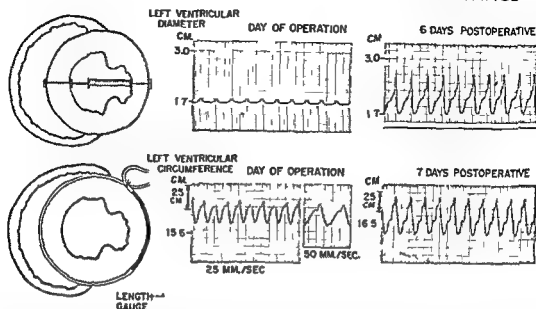 LEFT VENTRICULAR
DIAMETER
DAY OF OPERATION
6 DAYS POSTOPERATIVE
CM.
3.0
1.7
CM.
3.0
1.7
LEFT VENTRICULAR
CIRCUMFERENCE
DAY OF OPERATION
7 DAYS POSTOPERATIVE
CM.
.25
CM
15.6
25 MM./SEC
50 MM./SEC.
CM.
.25
CM
16.5
LENGTH
GAUGE